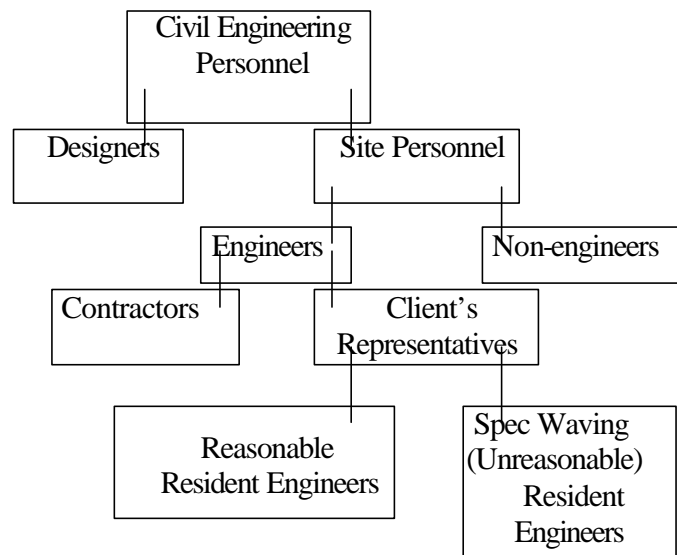 Civil Engineering
Personnel
Designers
Site Personnel
Engineers
Non-engineers
Contractors
Client's
Representatives
Reasonable
Resident Engineers
Spec Waving
(Unreasonable)
Resident
Engineers